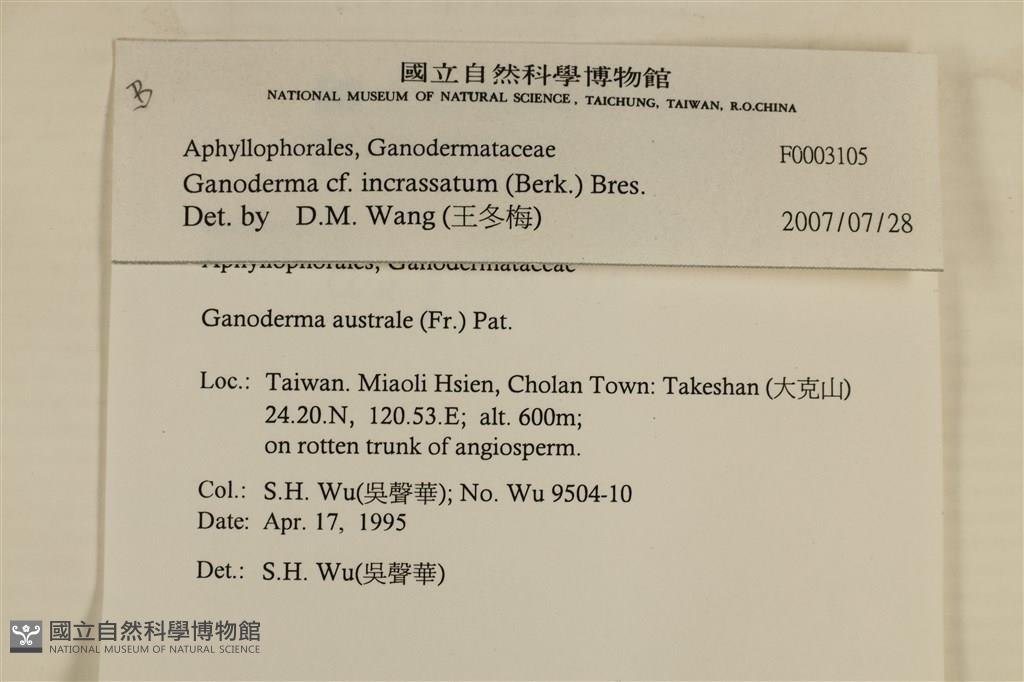 B
國立自然科學博物館
NATIONAL MUSEUM OF NATURAL SCIENCE, TAICHUNG, TAIWAN, R.O.CHINA
Aphyllophorales, Ganodermataceae F0003105
Ganoderma cf. incrassatum (Berk.) Bres.
Det. by D.M. Wang (王冬梅) 2007/07/28
Aphyllophorales, Ganodermataceae
Ganoderma australe (Fr.) Pat.
Loc.: Taiwan. Miaoli Hsien, Cholan Town: Takeshan (大克山)
24.20.N, 120.53.E; alt. 600m;
on rotten trunk of angiosperm.
Col.: S.H. Wu(吳聲華); No. Wu 9504-10
Date: Apr. 17, 1995
Det.: S.H. Wu(吳聲華)
國立自然科學博物館
NATIONAL MUSEUM OF NATURAL SCIENCE